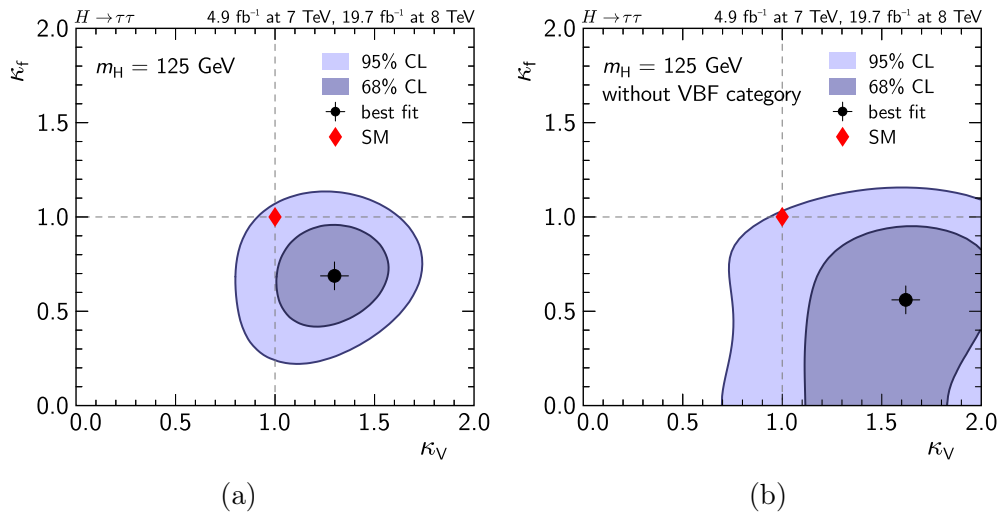 H → ττ 4.9 fb⁻¹ at 7 TeV, 19.7 fb⁻¹ at 8 TeV
2.0
κf
mH = 125 GeV
95% CL
68% CL
best fit
SM
1.5
1.0
0.5
0.0
0.0 0.5 1.0 1.5 2.0
κV
(a)
H → ττ 4.9 fb⁻¹ at 7 TeV, 19.7 fb⁻¹ at 8 TeV
2.0
κf
mH = 125 GeV
without VBF category
95% CL
68% CL
best fit
SM
1.5
1.0
0.5
0.0
0.0 0.5 1.0 1.5 2.0
κV
(b)